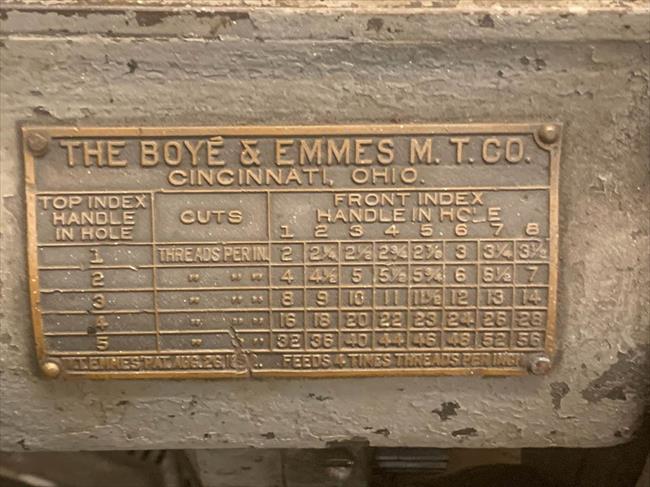 THE BOYÉ & EMMES M. T. CO.
CINCINNATI, OHIO.
TOP INDEX
HANDLE
IN HOLE
CUTS
FRONT INDEX
HANDLE IN HOLE
1 2 3 4 5 6 7 8
1 THREADS PER IN. 2 2¼ 2½ 2¾ 2⅞ 3 3¼ 3½
2 " " " 4 4½ 5 5½ 5¾ 6 6½ 7
3 " " " 8 9 10 11 11½ 12 13 14
4 " " " 16 18 20 22 23 24 26 28
5 " " " 32 36 40 44 46 48 52 56
EMMES' PAT. AUG. 26 FEEDS 4 TIMES THREADS PER INCH